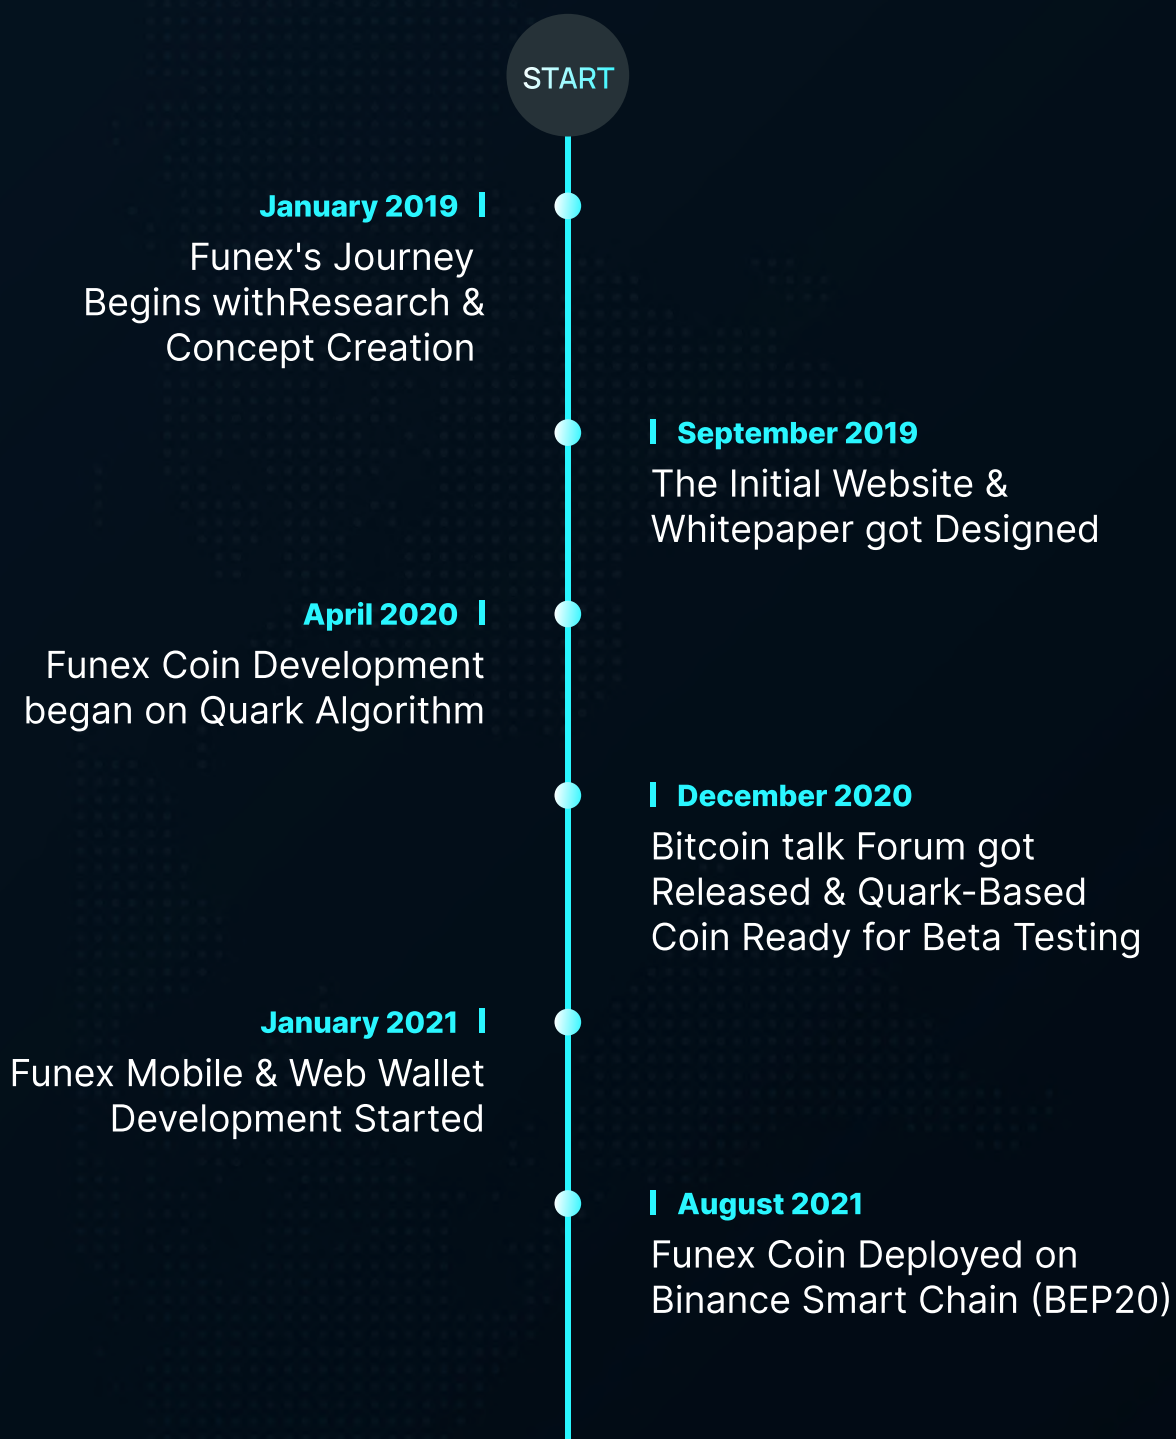 START
January 2019
Funex's Journey
Begins withResearch &
Concept Creation
September 2019
The Initial Website &
Whitepaper got Designed
April 2020
Funex Coin Development
began on Quark Algorithm
December 2020
Bitcoin talk Forum got
Released & Quark-Based
Coin Ready for Beta Testing
January 2021
Funex Mobile & Web Wallet
Development Started
August 2021
Funex Coin Deployed on
Binance Smart Chain (BEP20)